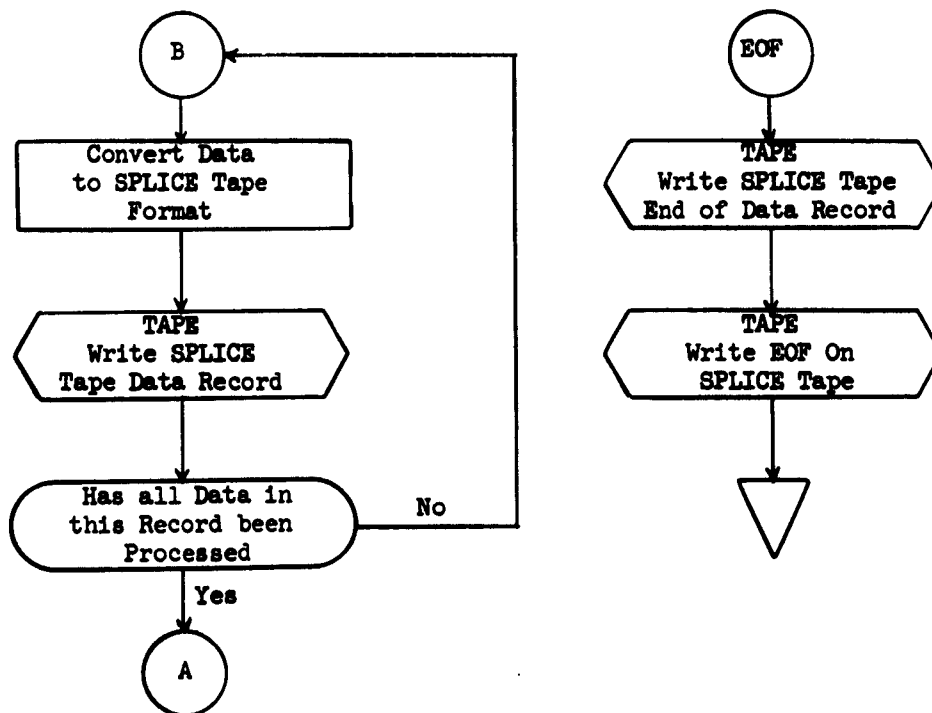 B
Convert Data
to SPLICE Tape
Format
TAPE
Write SPLICE
Tape Data Record
Has all Data in
this Record been
Processed
No
Yes
A
EOF
TAPE
Write SPLICE Tape
End of Data Record
TAPE
Write EOF On
SPLICE Tape